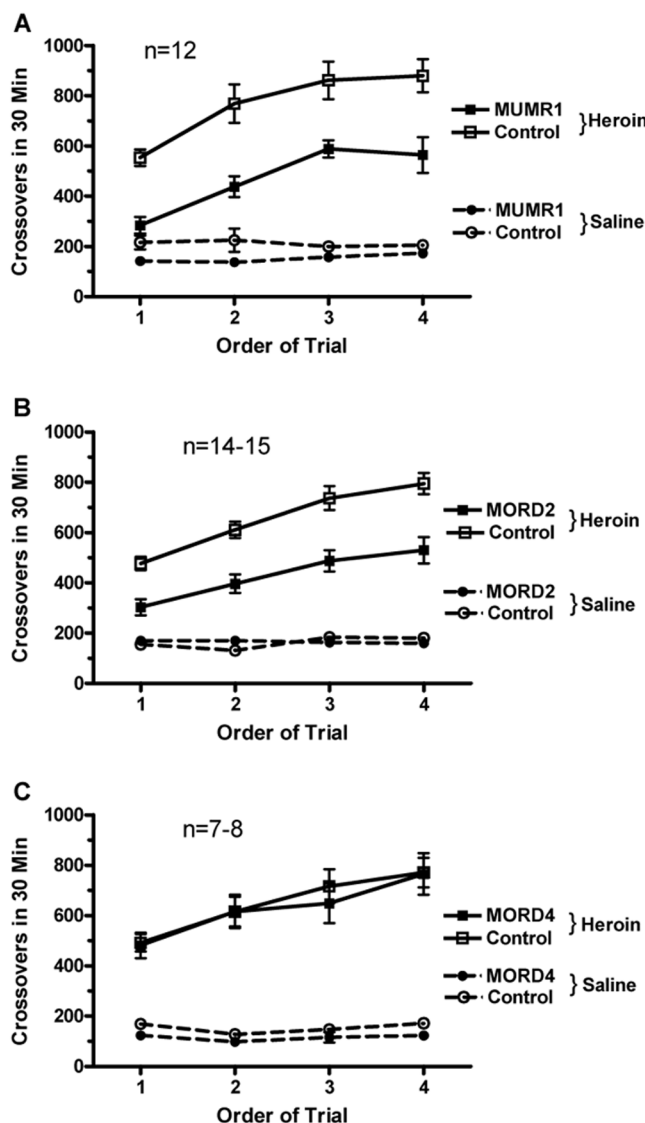 A
n=12
Crossovers in 30 Min
1000
800
600
400
200
0
1 2 3 4
Order of Trial
MUMR1
Control
}Heroin
MUMR1
Control
}Saline
B
n=14-15
Crossovers in 30 Min
1000
800
600
400
200
0
1 2 3 4
Order of Trial
MORD2
Control
}Heroin
MORD2
Control
}Saline
C
n=7-8
Crossovers in 30 Min
1000
800
600
400
200
0
1 2 3 4
Order of Trial
MORD4
Control
}Heroin
MORD4
Control
}Saline